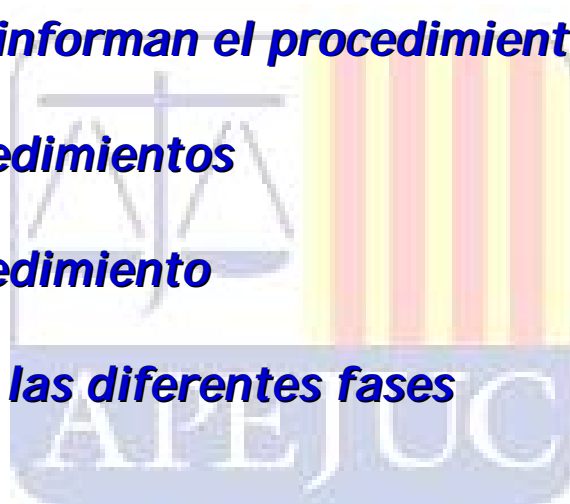 informan el procedimient
edimientos
edimiento
las diferentes fases
APEJUC